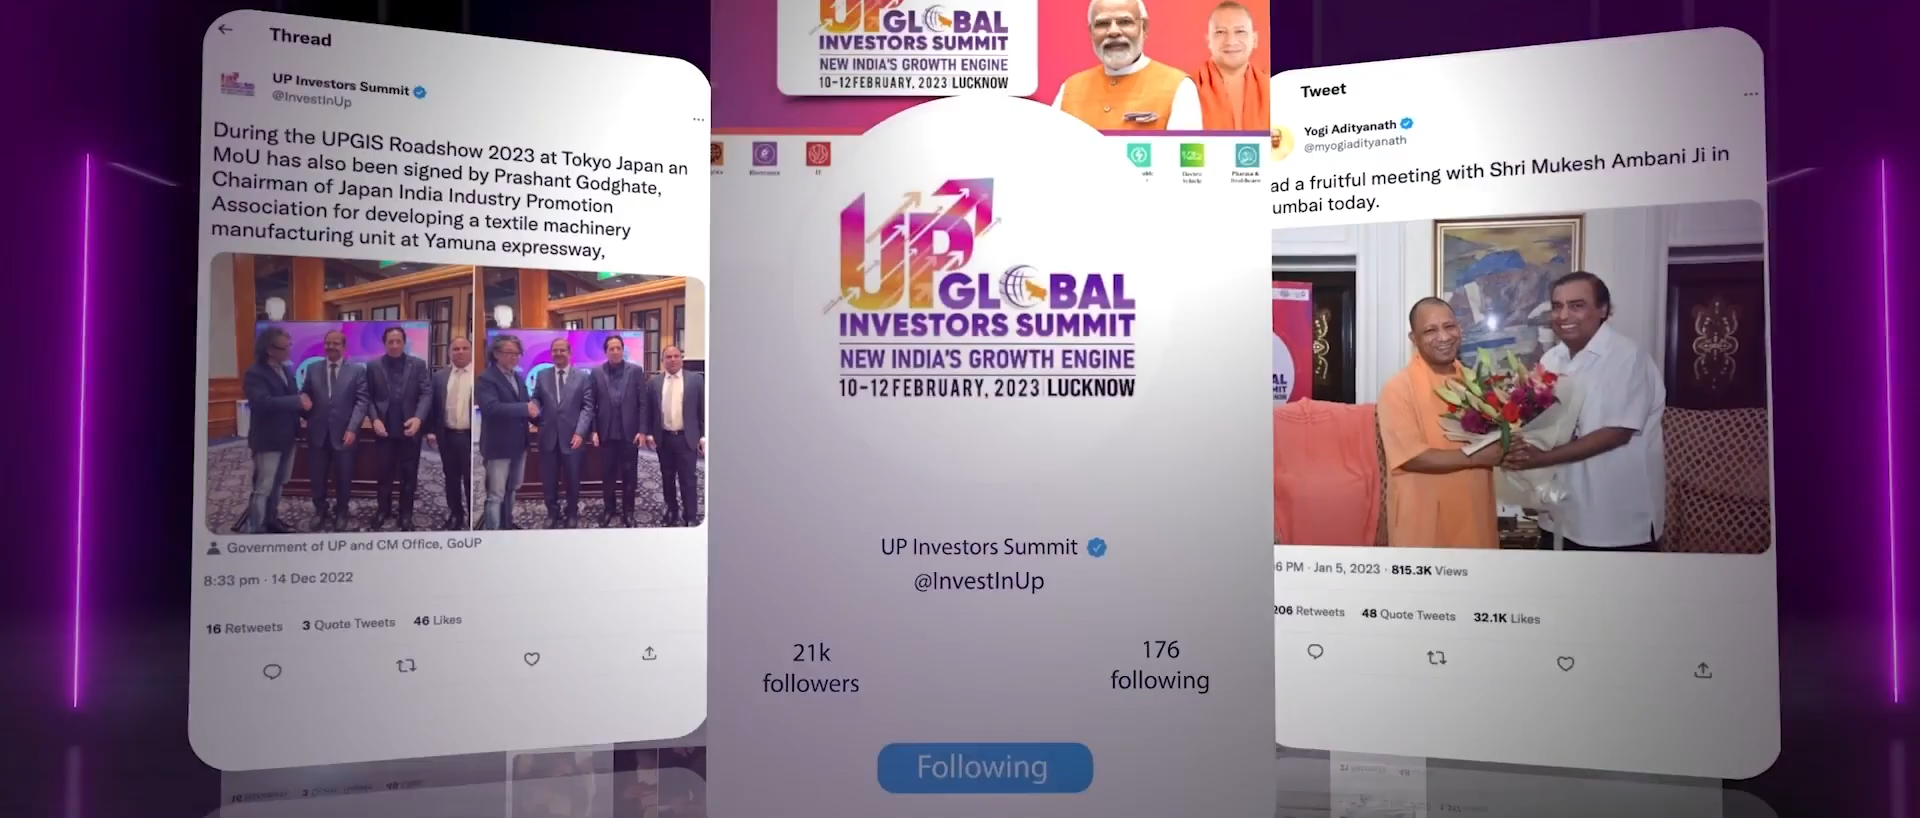 Thread
UP Investors Summit
@InvestInUp
During the UPGIS Roadshow 2023 at Tokyo Japan an
MoU has also been signed by Prashant Godghate,
Chairman of Japan India Industry Promotion
Association for developing a textile machinery
manufacturing unit at Yamuna expressway,
Government of UP and CM Office, GoUP
8:33 pm · 14 Dec 2022
16 Retweets 3 Quote Tweets 46 Likes
UP GLOBAL
INVESTORS SUMMIT
NEW INDIA'S GROWTH ENGINE
10-12 FEBRUARY, 2023 LUCKNOW
IT
UP
GLOBAL
INVESTORS SUMMIT
NEW INDIA'S GROWTH ENGINE
10-12 FEBRUARY, 2023 LUCKNOW
UP Investors Summit
@InvestInUp
21k
followers
176
following
Following
Tweet
Yogi Adityanath
@myogiadityanath
ad a fruitful meeting with Shri Mukesh Ambani Ji in
umbai today.
6 PM · Jan 5, 2023 · 815.3K Views
206 Retweets 48 Quote Tweets 32.1K Likes